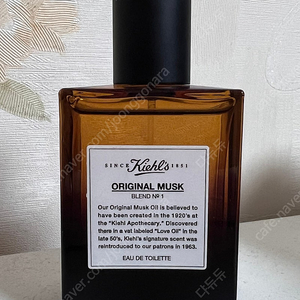 SINCE Kiehl's 1851
ORIGINAL MUSK
BLEND Nº 1
Our Original Musk Oil is believed to
have been created in the 1920's at
the "Kiehl Apothecary." Discovered
there in a vat labeled "Love Oil" in the
late 50's, Kiehl's signature scent was
reintroduced to our patrons in 1963.
EAU DE TOILETTE